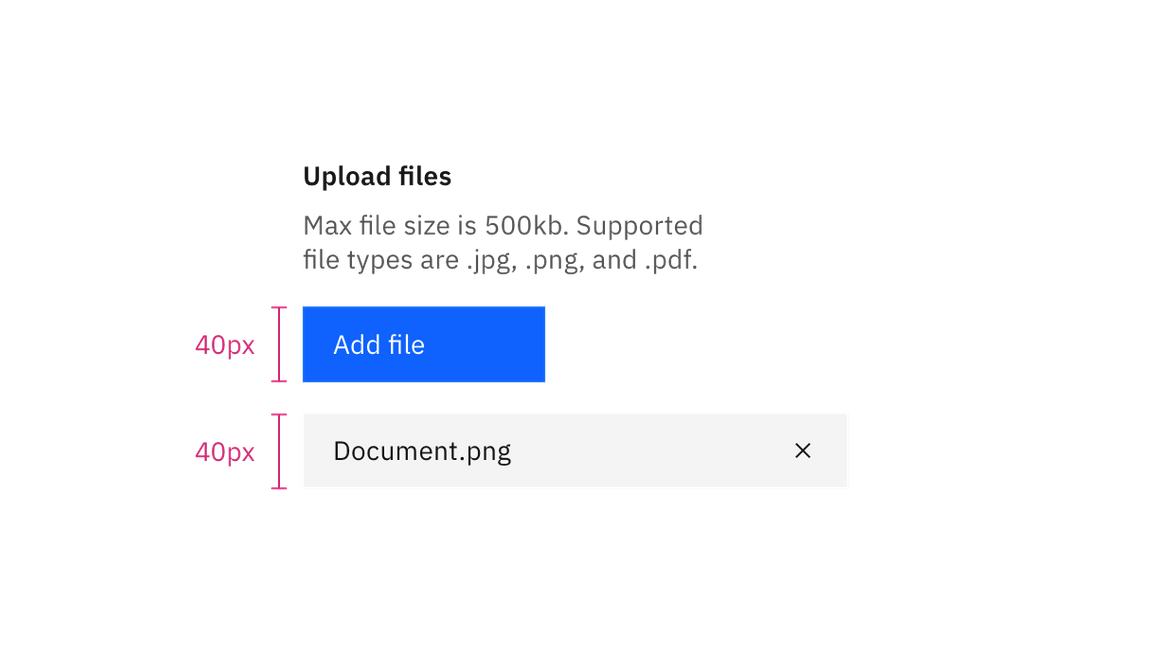 Upload files
Max file size is 500kb. Supported
file types are .jpg, .png, and .pdf.
40px
Add file
40px
Document.png